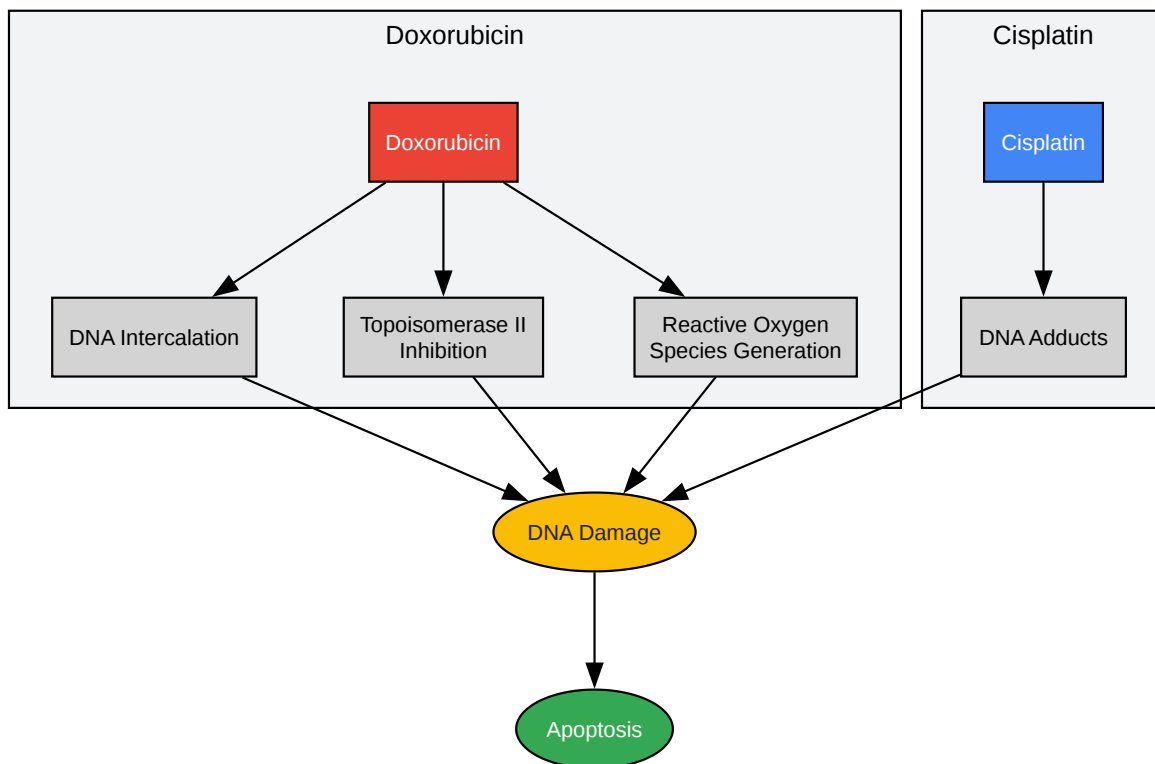 Doxorubicin
Cisplatin
Doxorubicin
Cisplatin
DNA Intercalation
Topoisomerase II
Inhibition
Reactive Oxygen
Species Generation
DNA Adducts
DNA Damage
Apoptosis